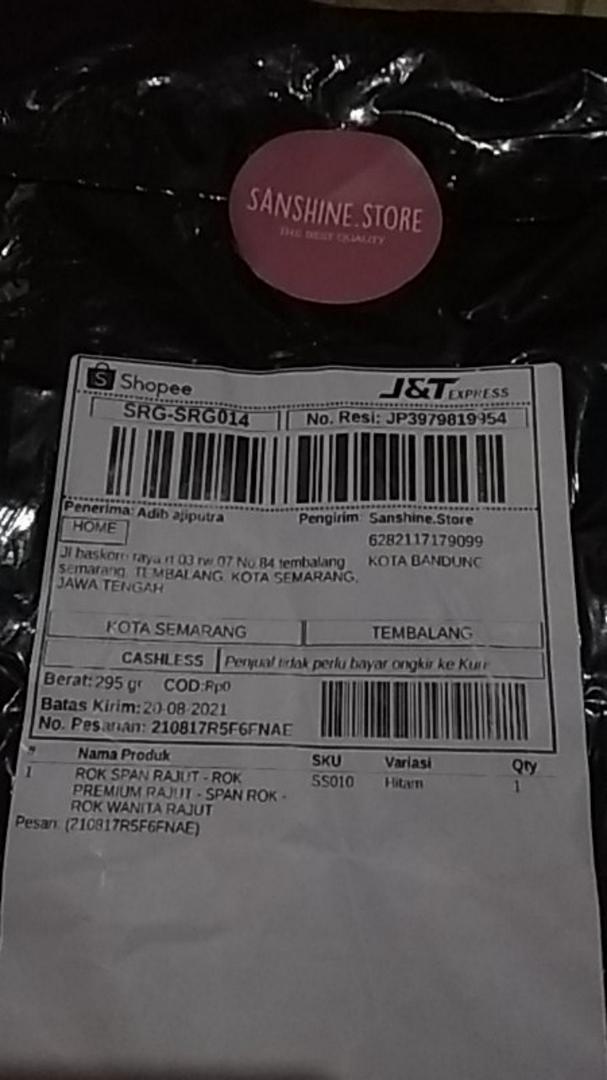 SANSHINE.STORE
THE BEST QUALITY
S Shopee
J&T EXPRESS
SRG-SRG014
No. Resi: JP3979819954
Penerima: Adib ajiputra
Pengirim: Sanshine.Store
HOME
6282117179099
Jl baskoro raya rt 03 rw 07 No 84 tembalang
KOTA BANDUNG
semarang, TEMBALANG, KOTA SEMARANG,
JAWA TENGAH
KOTA SEMARANG
TEMBALANG
CASHLESS
Penjual tidak perlu bayar ongkir ke Kurir
Berat: 295 gr COD:Rp0
Batas Kirim: 20-08-2021
No. Pesanan: 210817R5F6FNAE
# Nama Produk SKU Variasi Qty
1 ROK SPAN RAJUT - ROK SS010 Hitam 1
PREMIUM RAJUT - SPAN ROK -
ROK WANITA RAJUT
Pesan: (210817R5F6FNAE)